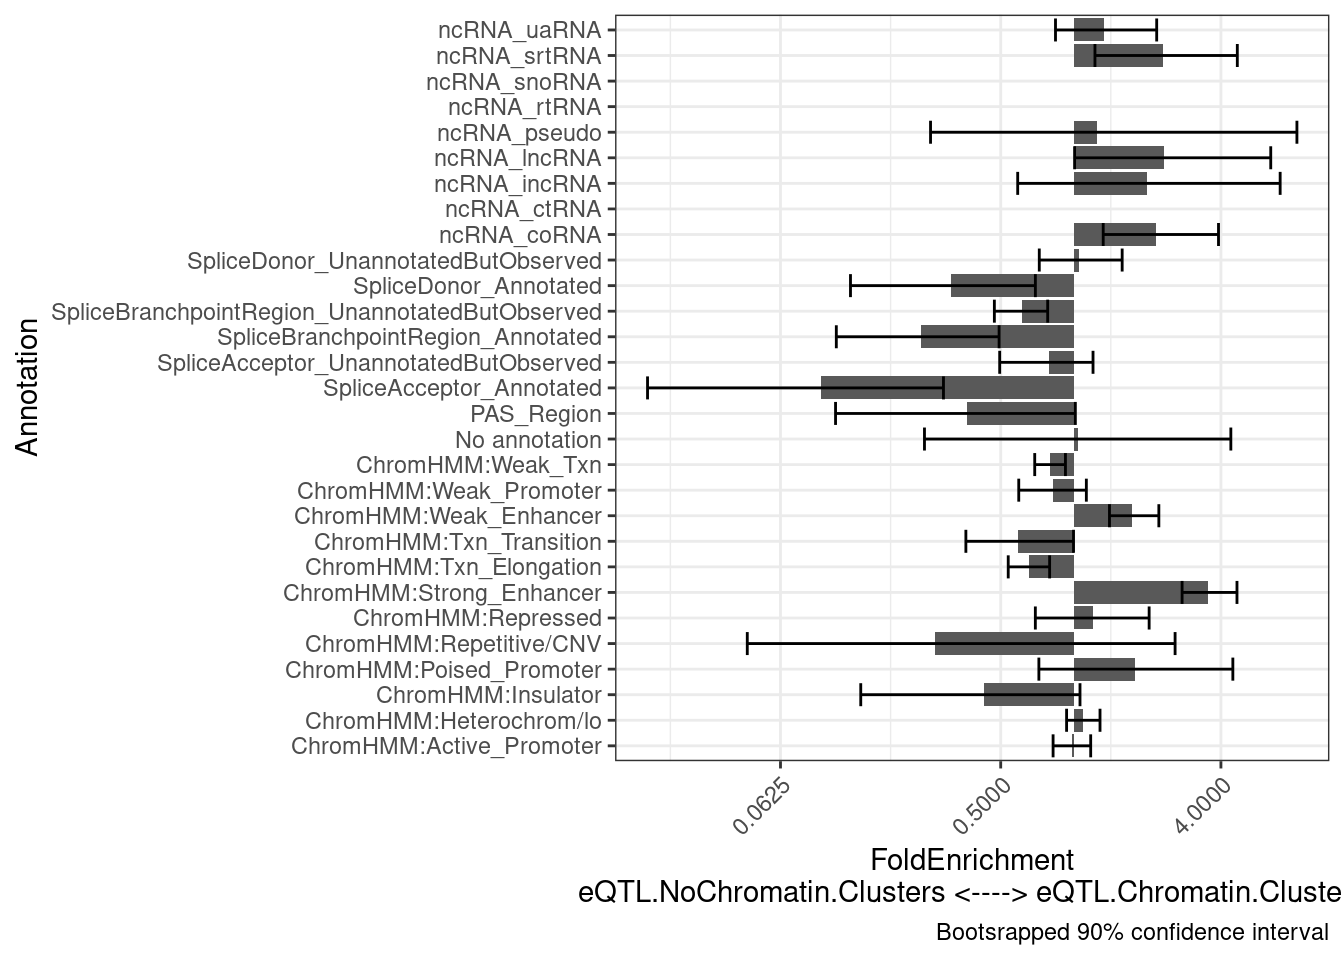 ncRNA_uaRNA
ncRNA_srtRNA
ncRNA_snoRNA
ncRNA_rtRNA
ncRNA_pseudo
ncRNA_lncRNA
ncRNA_incRNA
ncRNA_ctRNA
ncRNA_coRNA
SpliceDonor_UnannotatedButObserved
SpliceDonor_Annotated
SpliceBranchpointRegion_UnannotatedButObserved
SpliceBranchpointRegion_Annotated
SpliceAcceptor_UnannotatedButObserved
SpliceAcceptor_Annotated
PAS_Region
No annotation
ChromHMM:Weak_Txn
ChromHMM:Weak_Promoter
ChromHMM:Weak_Enhancer
ChromHMM:Txn_Transition
ChromHMM:Txn_Elongation
ChromHMM:Strong_Enhancer
ChromHMM:Repressed
ChromHMM:Repetitive/CNV
ChromHMM:Poised_Promoter
ChromHMM:Insulator
ChromHMM:Heterochrom/lo
ChromHMM:Active_Promoter
Annotation
0.0625 0.5000 4.0000
FoldEnrichment
eQTL.NoChromatin.Clusters <----> eQTL.Chromatin.Cluste
Bootsrapped 90% confidence interval